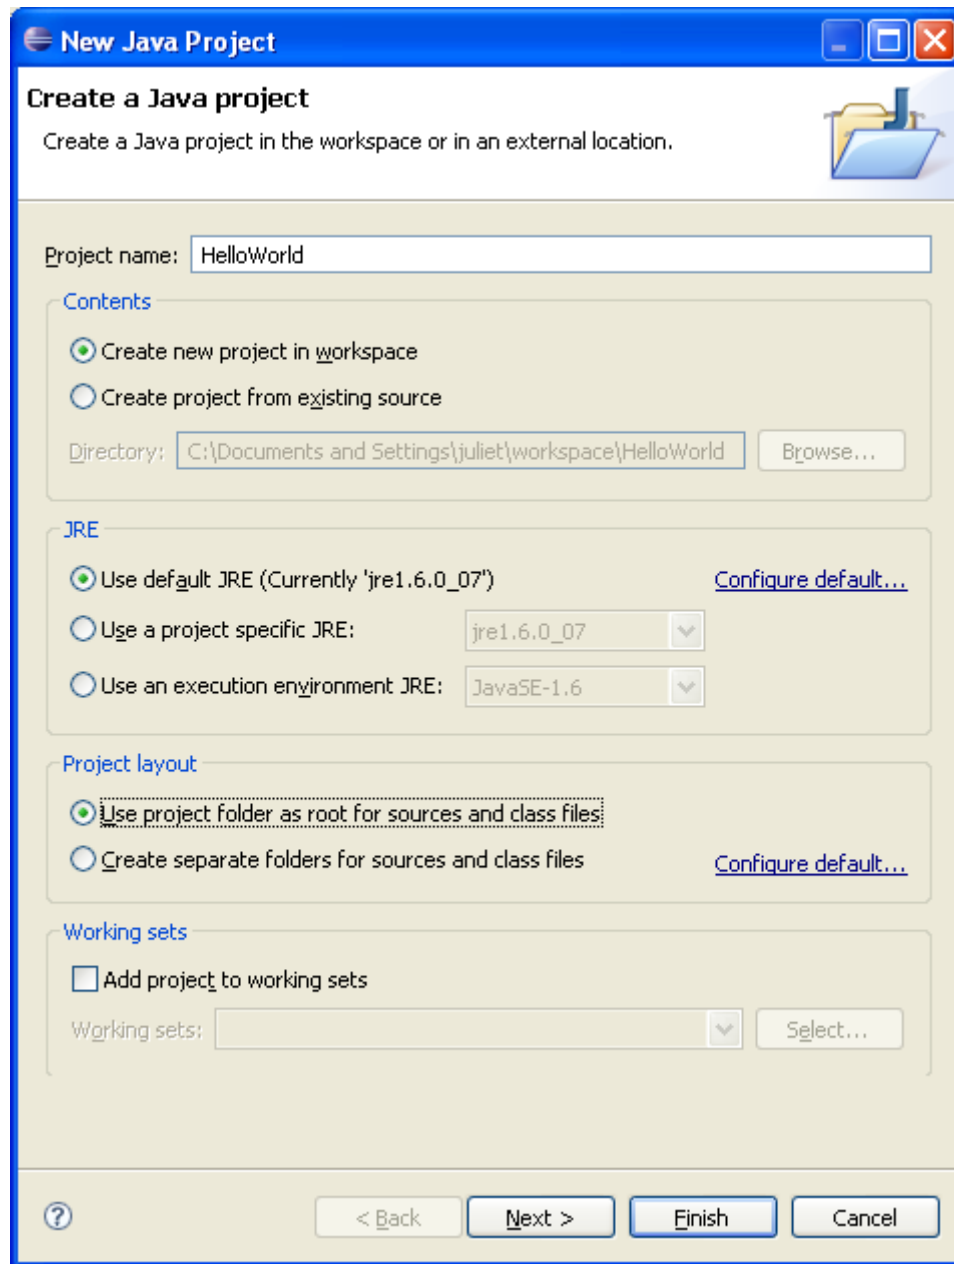 New Java Project
Create a Java project
Create a Java project in the workspace or in an external location.
Project name: HelloWorld
Contents
Create new project in workspace
Create project from existing source
Directory: C:\Documents and Settings\juliet\workspace\HelloWorld Browse...
JRE
Use default JRE (Currently 'jre1.6.0_07') Configure default...
Use a project specific JRE: jre1.6.0_07
Use an execution environment JRE: JavaSE-1.6
Project layout
Use project folder as root for sources and class files
Create separate folders for sources and class files Configure default...
Working sets
Add project to working sets
Working sets: Select...
? < Back Next > Finish Cancel